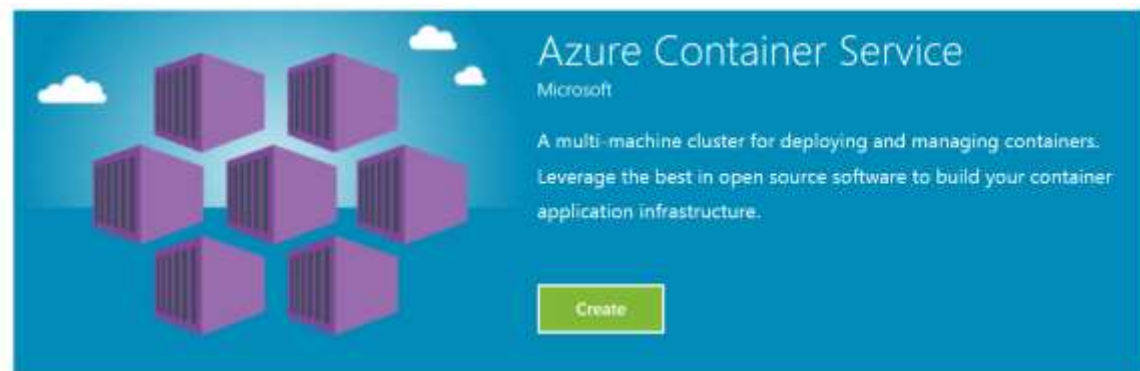 Azure Container Service
Microsoft
A multi-machine cluster for deploying and managing containers.
Leverage the best in open source software to build your container
application infrastructure.
Create